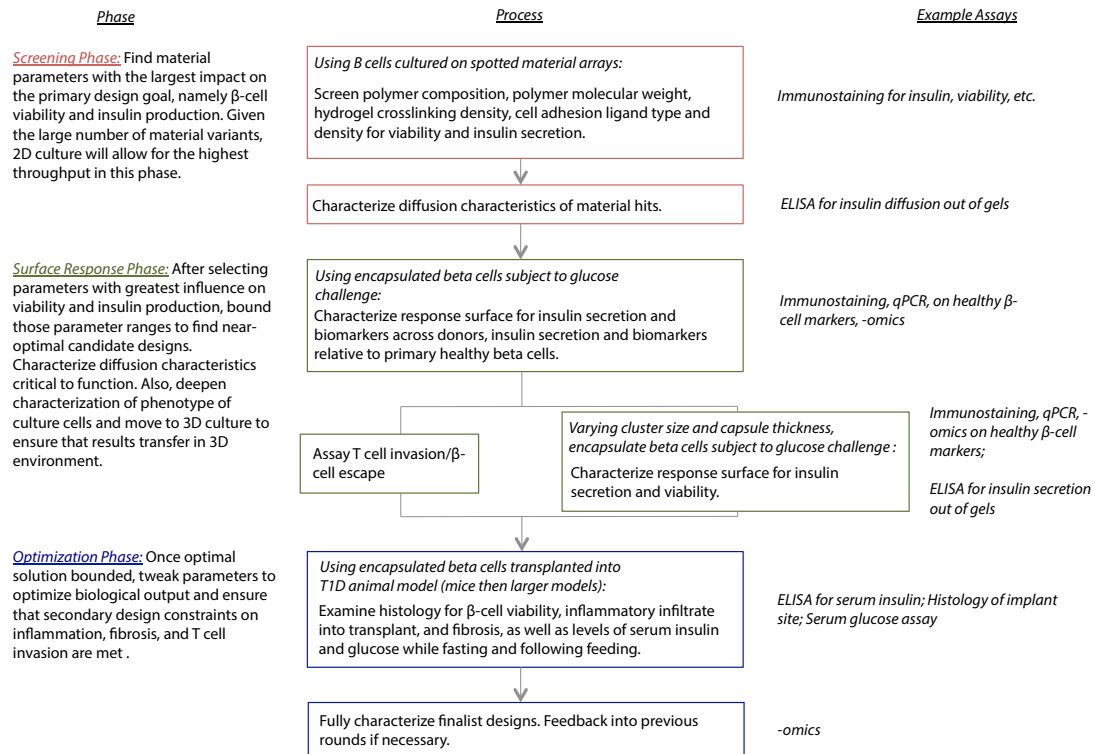 Phase
Process
Example Assays
Screening Phase: Find material
parameters with the largest impact on
the primary design goal, namely β-cell
viability and insulin production. Given
the large number of material variants,
2D culture will allow for the highest
throughput in this phase.
Using B cells cultured on spotted material arrays:
Screen polymer composition, polymer molecular weight,
hydrogel crosslinking density, cell adhesion ligand type and
density for viability and insulin secretion.
Immunostaining for insulin, viability, etc.
Characterize diffusion characteristics of material hits.
ELISA for insulin diffusion out of gels
Surface Response Phase: After selecting
parameters with greatest influence on
viability and insulin production, bound
those parameter ranges to find near-
optimal candidate designs.
Characterize diffusion characteristics
critical to function. Also, deepen
characterization of phenotype of
culture cells and move to 3D culture to
ensure that results transfer in 3D
environment.
Using encapsulated beta cells subject to glucose
challenge:
Characterize response surface for insulin secretion and
biomarkers across donors, insulin secretion and biomarkers
relative to primary healthy beta cells.
Immunostaining, qPCR, on healthy β-
cell markers, -omics
Assay T cell invasion/β-
cell escape
Varying cluster size and capsule thickness,
encapsulate beta cells subject to glucose challenge :
Characterize response surface for insulin
secretion and viability.
Immunostaining, qPCR, -
omics on healthy β-cell
markers;
ELISA for insulin secretion
out of gels
Optimization Phase: Once optimal
solution bounded, tweak parameters to
optimize biological output and ensure
that secondary design constraints on
inflammation, fibrosis, and T cell
invasion are met .
Using encapsulated beta cells transplanted into
T1D animal model (mice then larger models):
Examine histology for β-cell viability, inflammatory infiltrate
into transplant, and fibrosis, as well as levels of serum insulin
and glucose while fasting and following feeding.
ELISA for serum insulin; Histology of implant
site; Serum glucose assay
Fully characterize finalist designs. Feedback into previous
rounds if necessary.
-omics